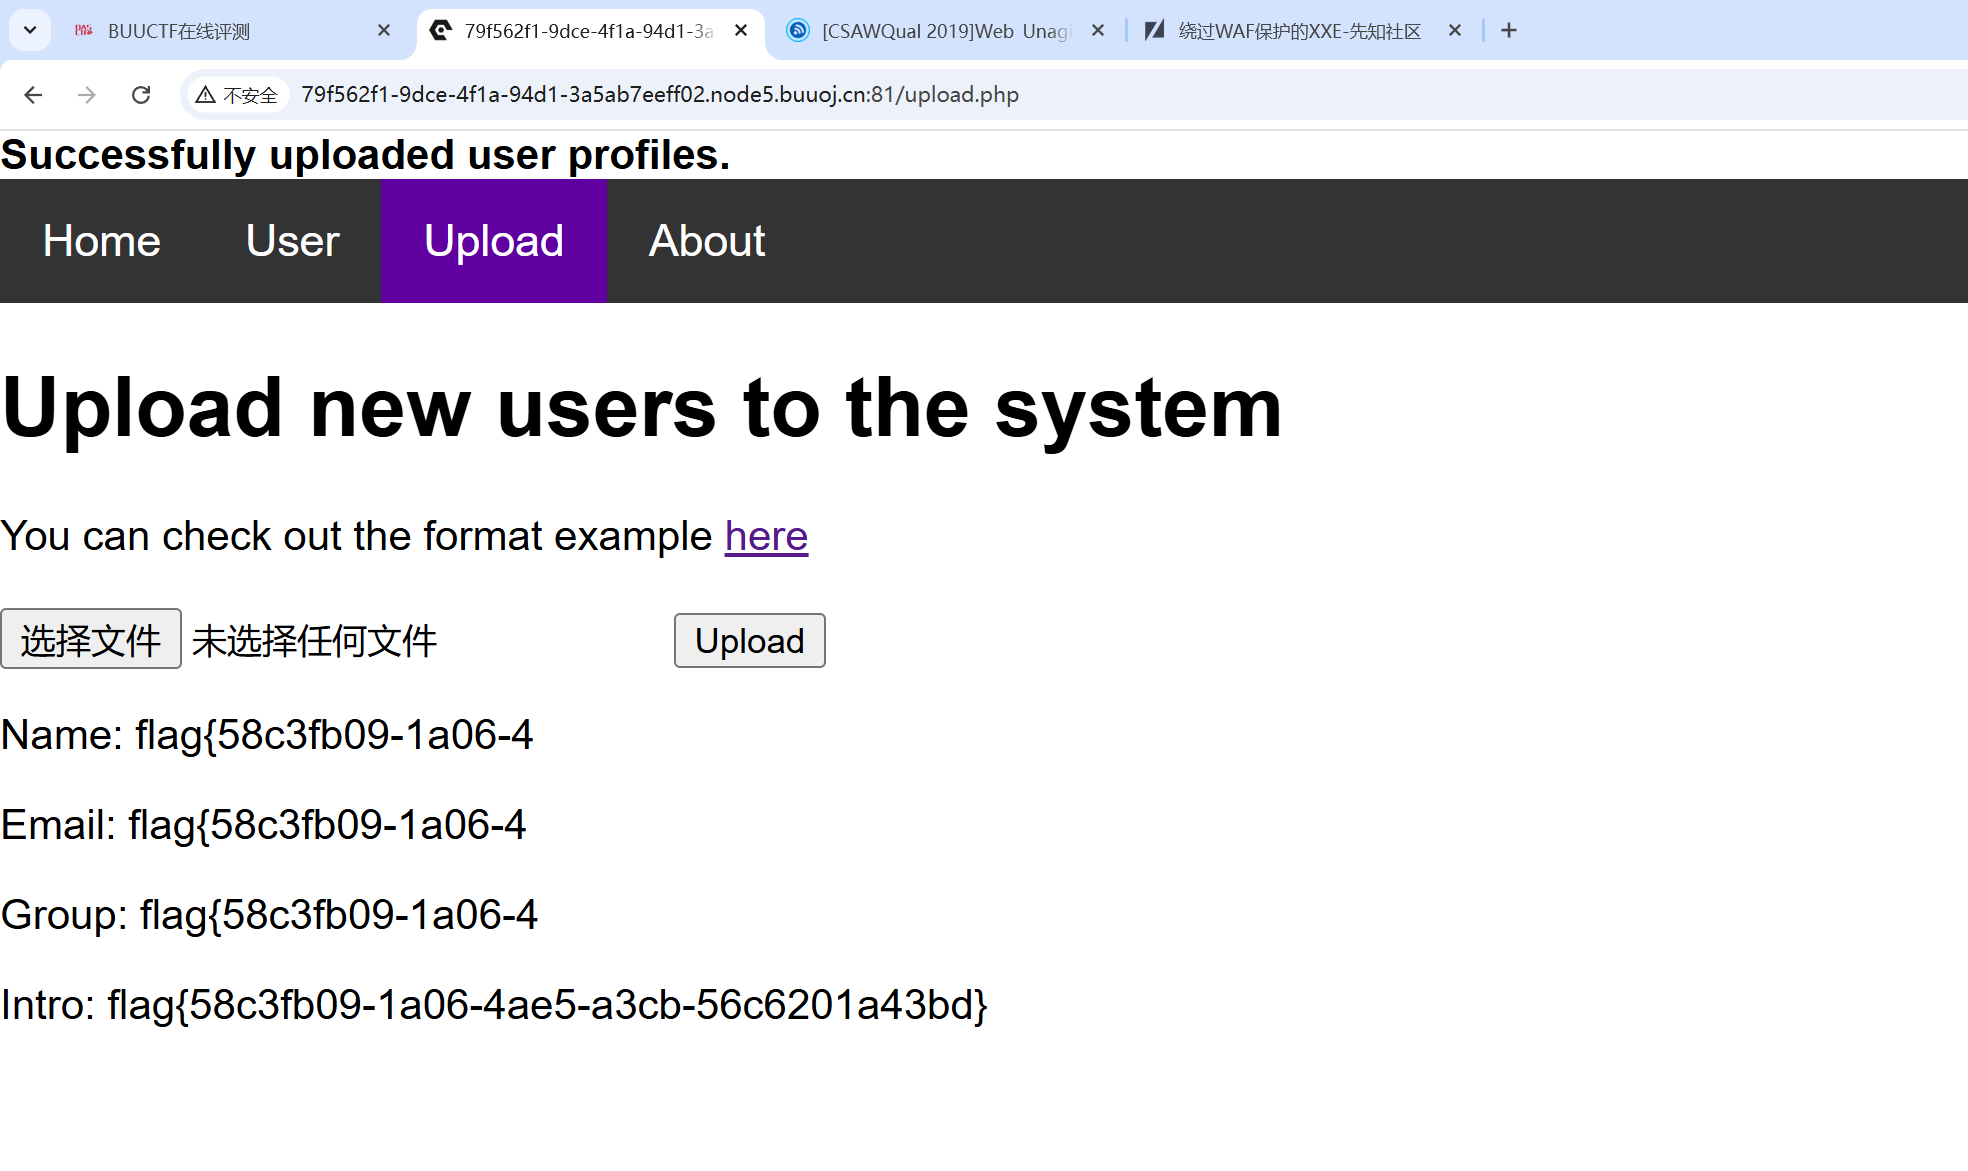 BUUCTF在线评测
79f562f1-9dce-4f1a-94d1-3a
[CSAWQual 2019]Web Unagi
绕过WAF保护的XXE-先知社区
不安全
79f562f1-9dce-4f1a-94d1-3a5ab7eeff02.node5.buuoj.cn:81/upload.php
Successfully uploaded user profiles.
Home User Upload About
Upload new users to the system
You can check out the format example here
选择文件 未选择任何文件 Upload
Name: flag{58c3fb09-1a06-4
Email: flag{58c3fb09-1a06-4
Group: flag{58c3fb09-1a06-4
Intro: flag{58c3fb09-1a06-4ae5-a3cb-56c6201a43bd}